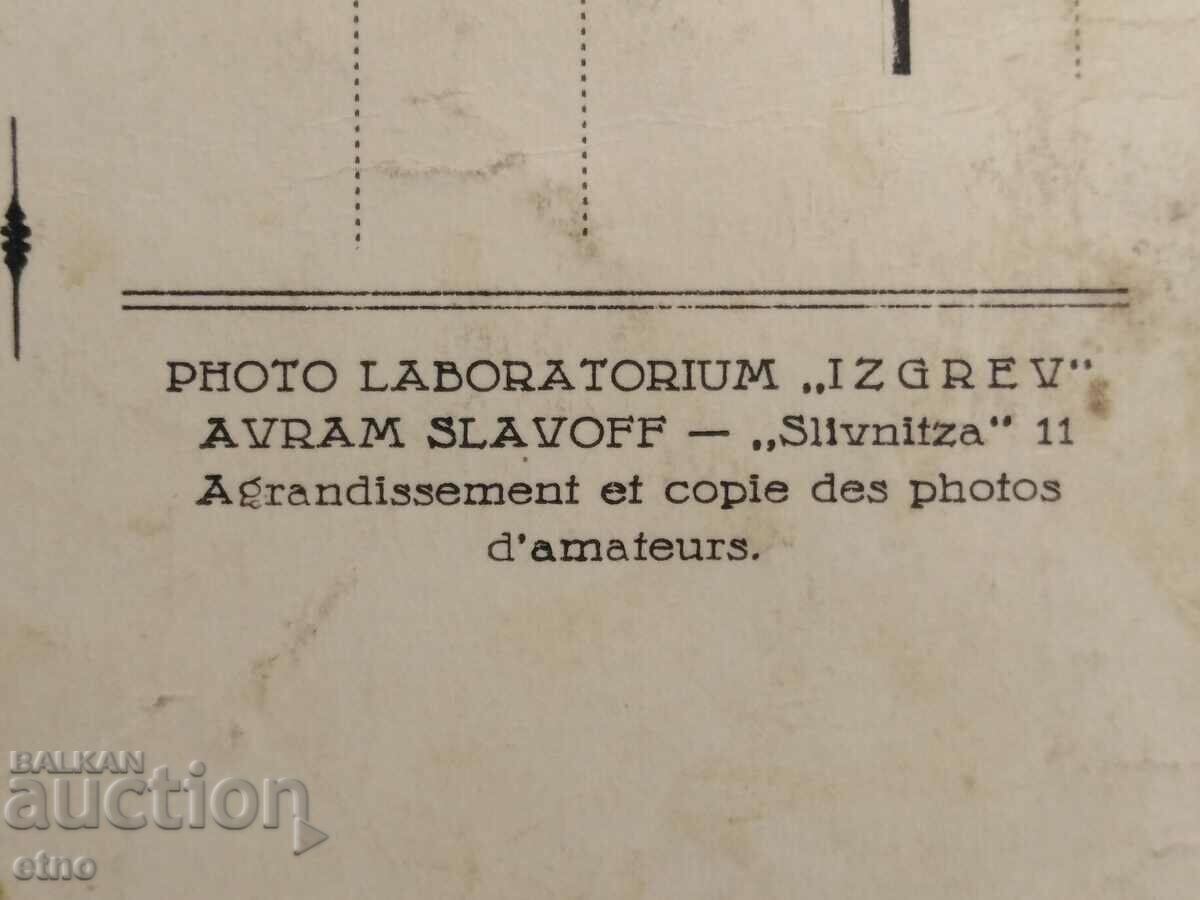 PHOTO LABORATORIUM „IZGREV“
AVRAM SLAVOFF — „Slivnitza“ 11
Agrandissement et copie des photos
d'amateurs.
BALKAN
auction
etno